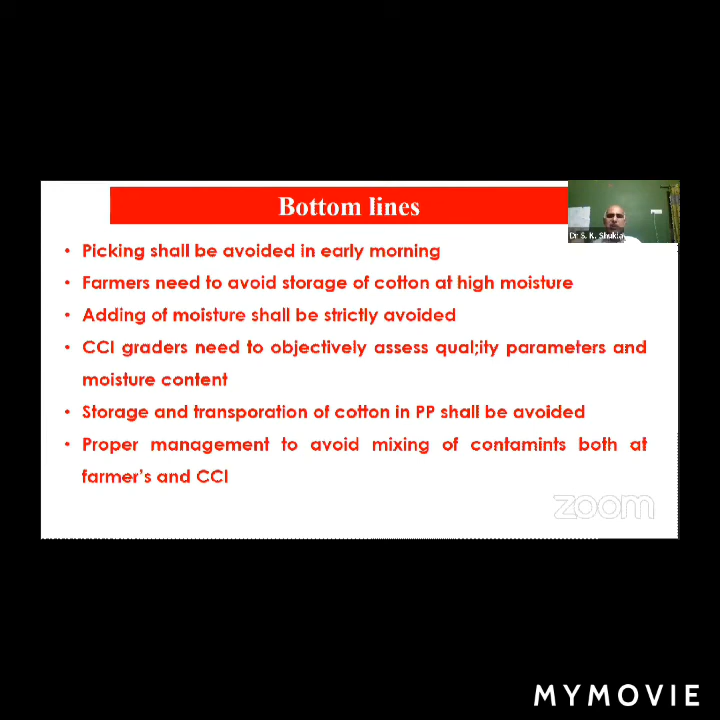 Bottom lines
Dr S. K. Shukla
• Picking shall be avoided in early morning
• Farmers need to avoid storage of cotton at high moisture
• Adding of moisture shall be strictly avoided
• CCI graders need to objectively assess qual;ity parameters and
moisture content
• Storage and transporation of cotton in PP shall be avoided
• Proper management to avoid mixing of contamints both at
farmer's and CCI
zoom
MYMOVIE